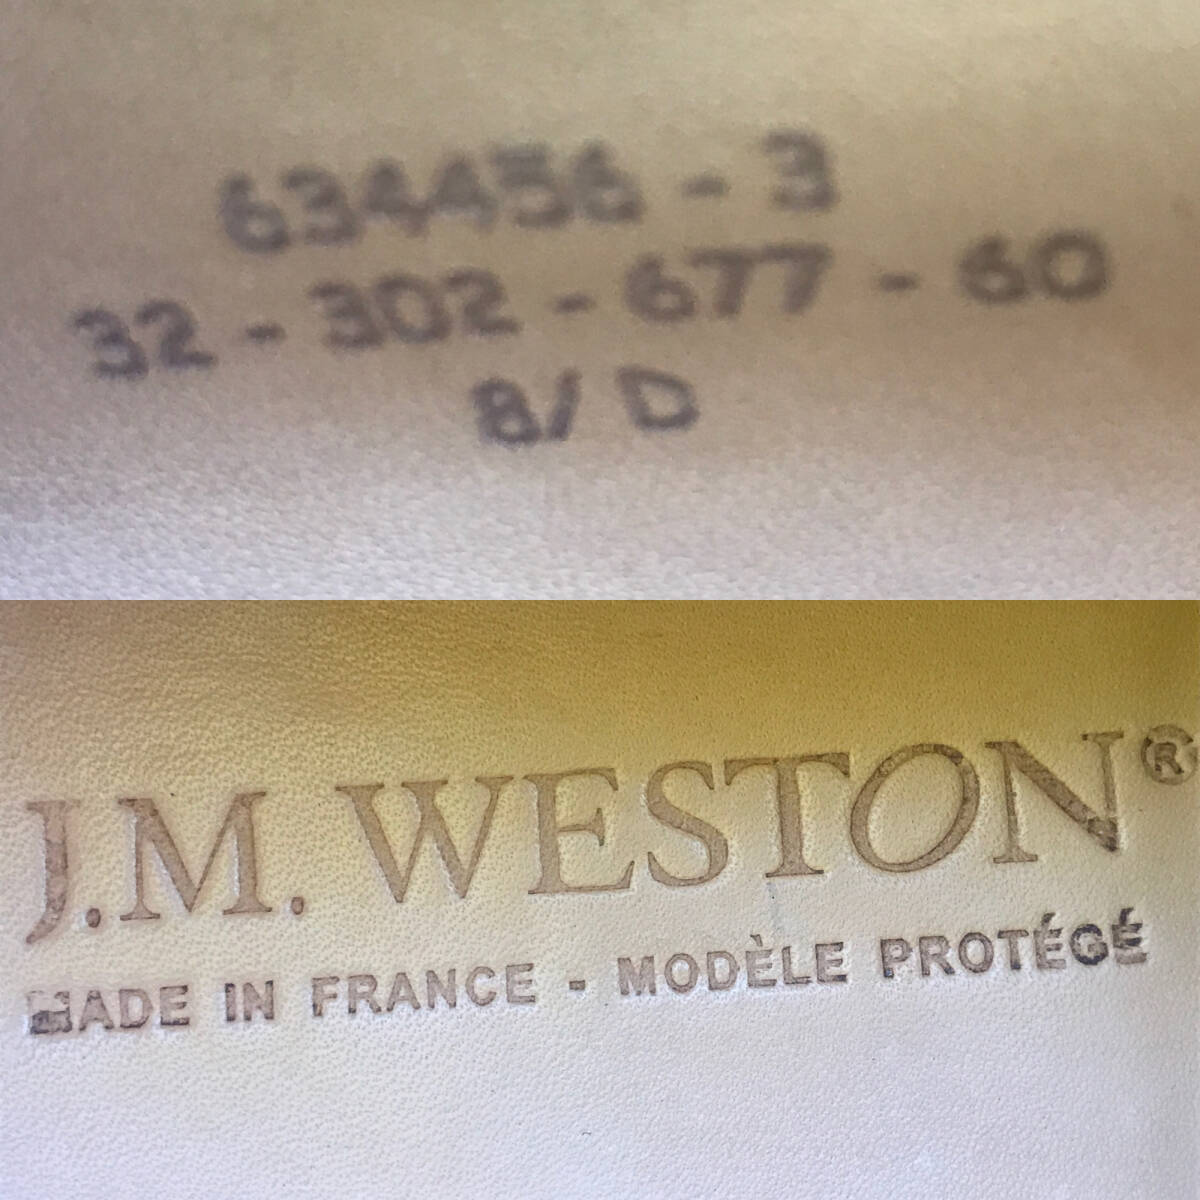 634456 - 3
32 - 302 - 677 - 60
8/ D
J.M. WESTON®
MADE IN FRANCE - MODÈLE PROTÉGÉ